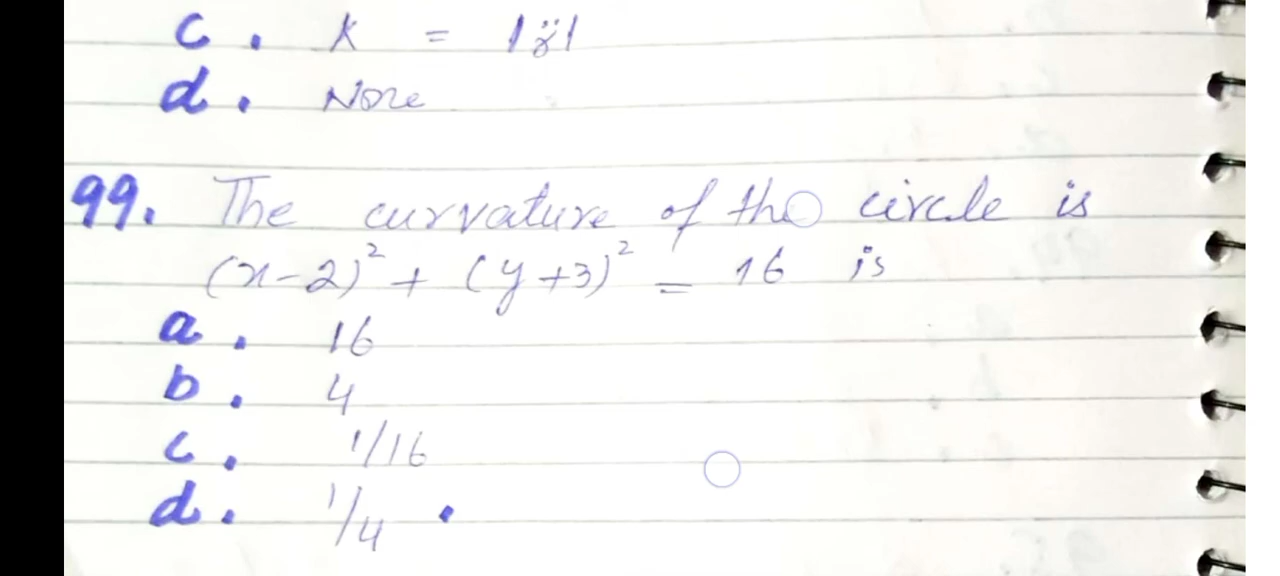 c. K = |γ̈|
d. None
99. The curvature of the circle is
(x-2)² + (y+3)² = 16 is
a. 16
b. 4
c. 1/16
d. 1/4 .